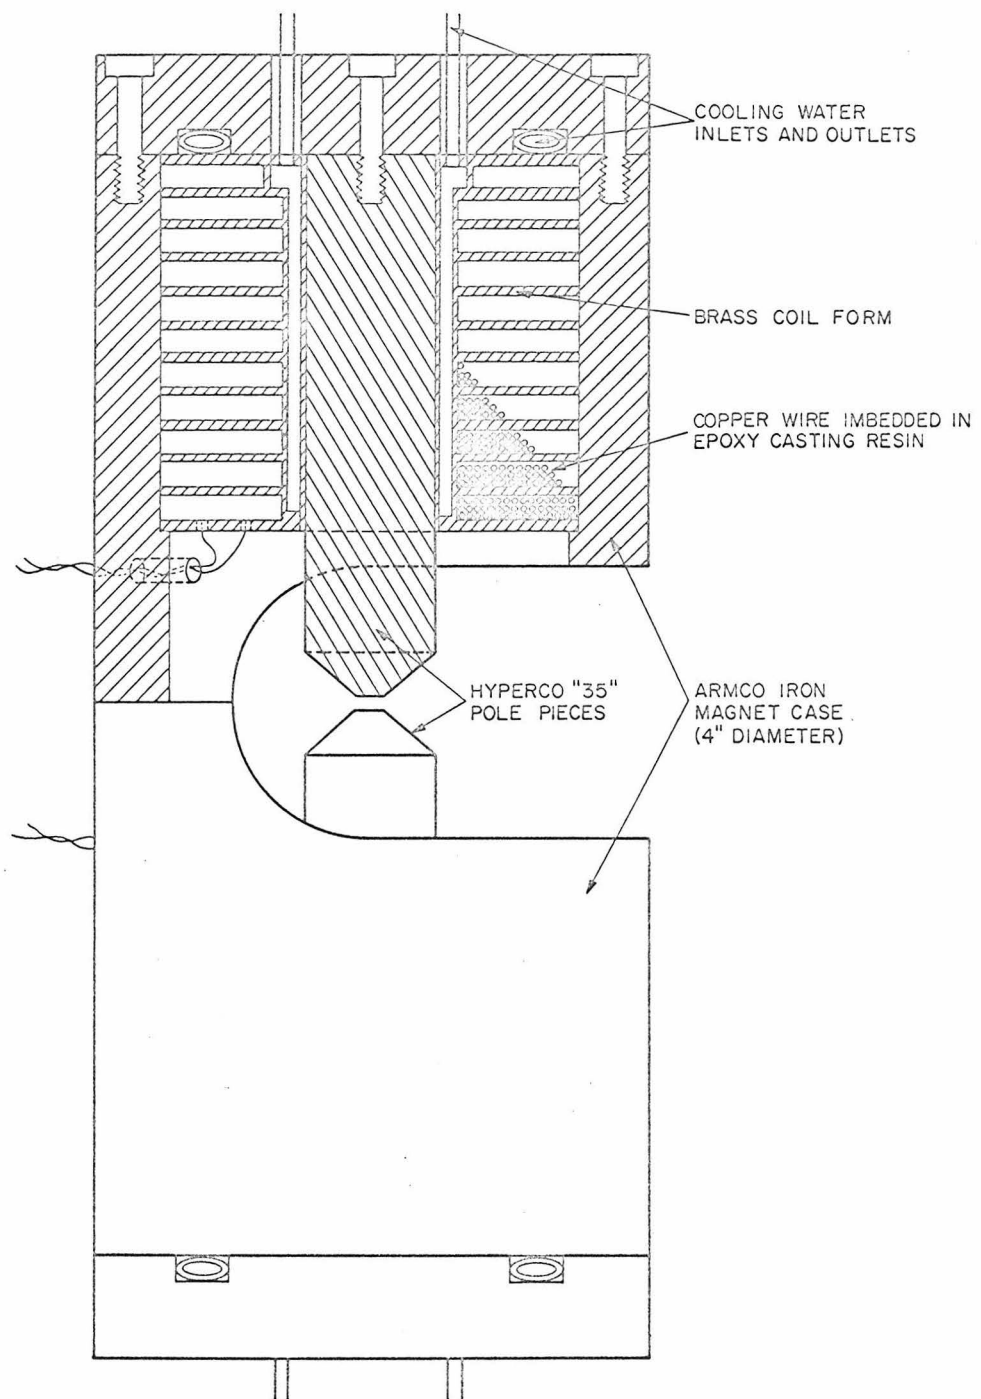 COOLING WATER
INLETS AND OUTLETS
BRASS COIL FORM
COPPER WIRE IMBEDDED IN
EPOXY CASTING RESIN
HYPERCO "35"
POLE PIECES
ARMCO IRON
MAGNET CASE
(4" DIAMETER)